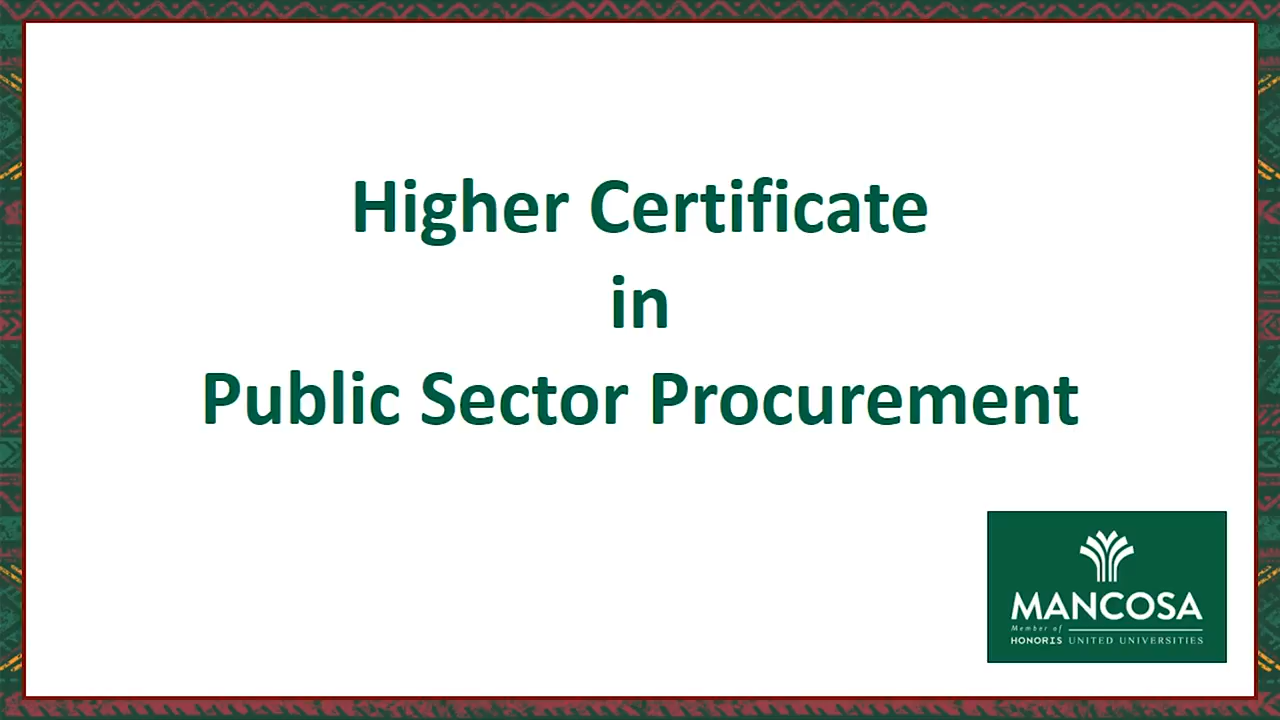 Higher Certificate
in
Public Sector Procurement
MANCOSA
Member of
HONORIS UNITED UNIVERSITIES